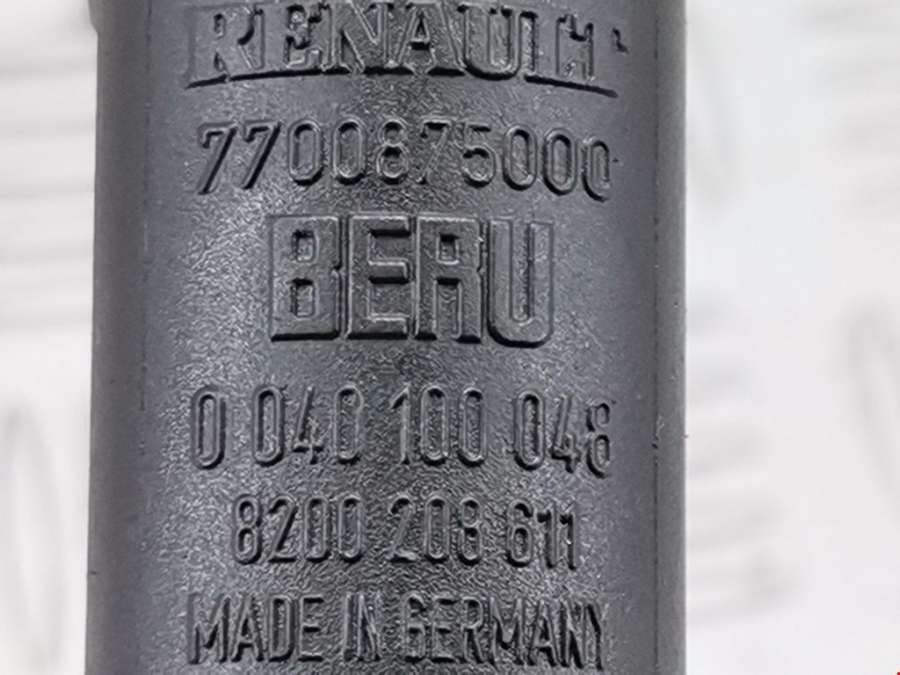 RENAULT
7700875000
BERU
0 040 100 048
8200 208 611
MADE IN GERMANY